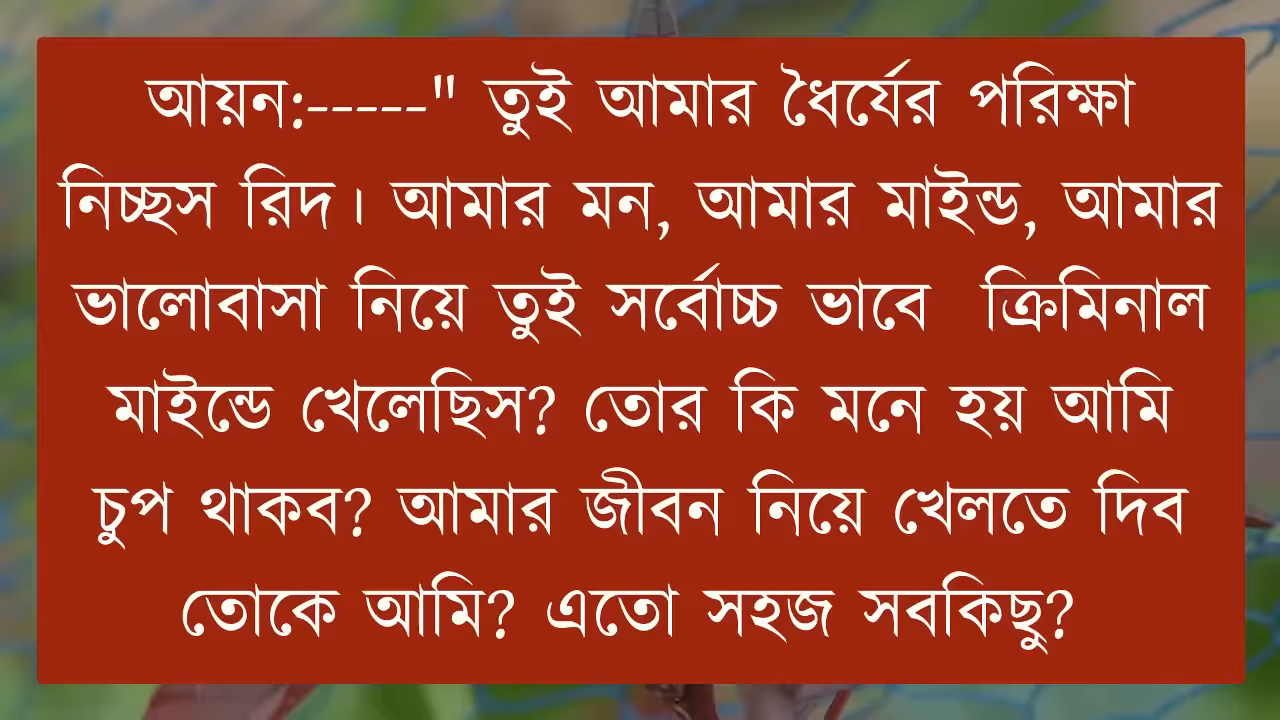 আয়ন:-----" তুই আমার ধৈর্যের পরিক্ষা
নিচ্ছস রিদ। আমার মন, আমার মাইন্ড, আমার
ভালোবাসা নিয়ে তুই সর্বোচ্চ ভাবে  ক্রিমিনাল
মাইন্ডে খেলেছিস? তোর কি মনে হয় আমি
চুপ থাকব? আমার জীবন নিয়ে খেলতে দিব
তোকে আমি? এতো সহজ সবকিছু?